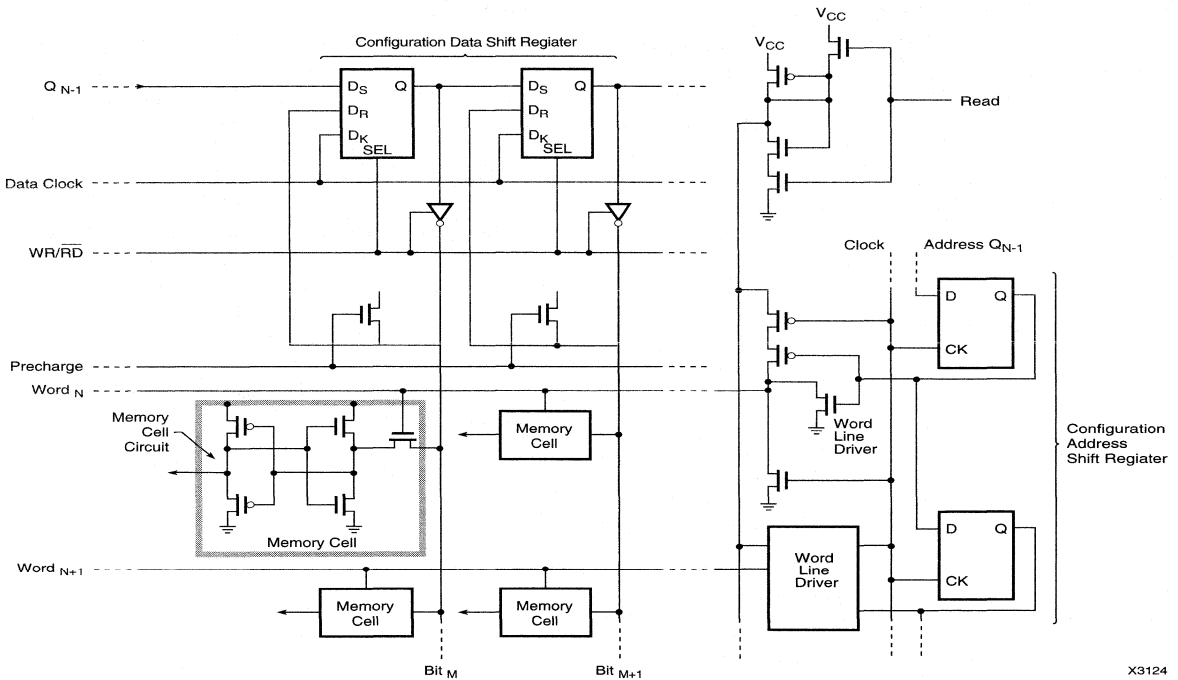 Configuration Data Shift Regiater
Q N-1
DS
Q
DR
DK
SEL
DS
Q
DR
DK
SEL
VCC
VCC
Read
Data Clock
WR/R̅D̅
Clock
Address QN-1
D
Q
CK
Precharge
Word N
Memory
Cell
Circuit
Memory
Cell
Word
Line
Driver
Configuration
Address
Shift Regiater
Memory Cell
D
Q
CK
Word N+1
Word
Line
Driver
Memory
Cell
Memory
Cell
Bit M
Bit M+1
X3124